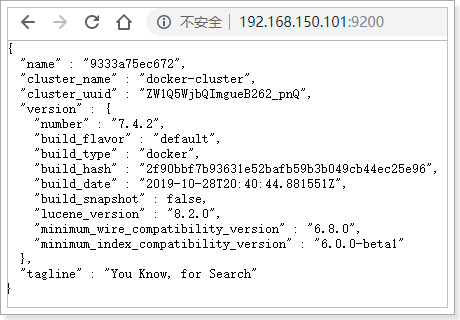 不安全 192.168.150.101:9200
{
  "name" : "9333a75ec672",
  "cluster_name" : "docker-cluster",
  "cluster_uuid" : "ZW1Q5WjbQImgueB262_pnQ",
  "version" : {
    "number" : "7.4.2",
    "build_flavor" : "default",
    "build_type" : "docker",
    "build_hash" : "2f90bbf7b93631e52bafb59b3b049cb44ec25e96",
    "build_date" : "2019-10-28T20:40:44.881551Z",
    "build_snapshot" : false,
    "lucene_version" : "8.2.0",
    "minimum_wire_compatibility_version" : "6.8.0",
    "minimum_index_compatibility_version" : "6.0.0-beta1"
  },
  "tagline" : "You Know, for Search"
}